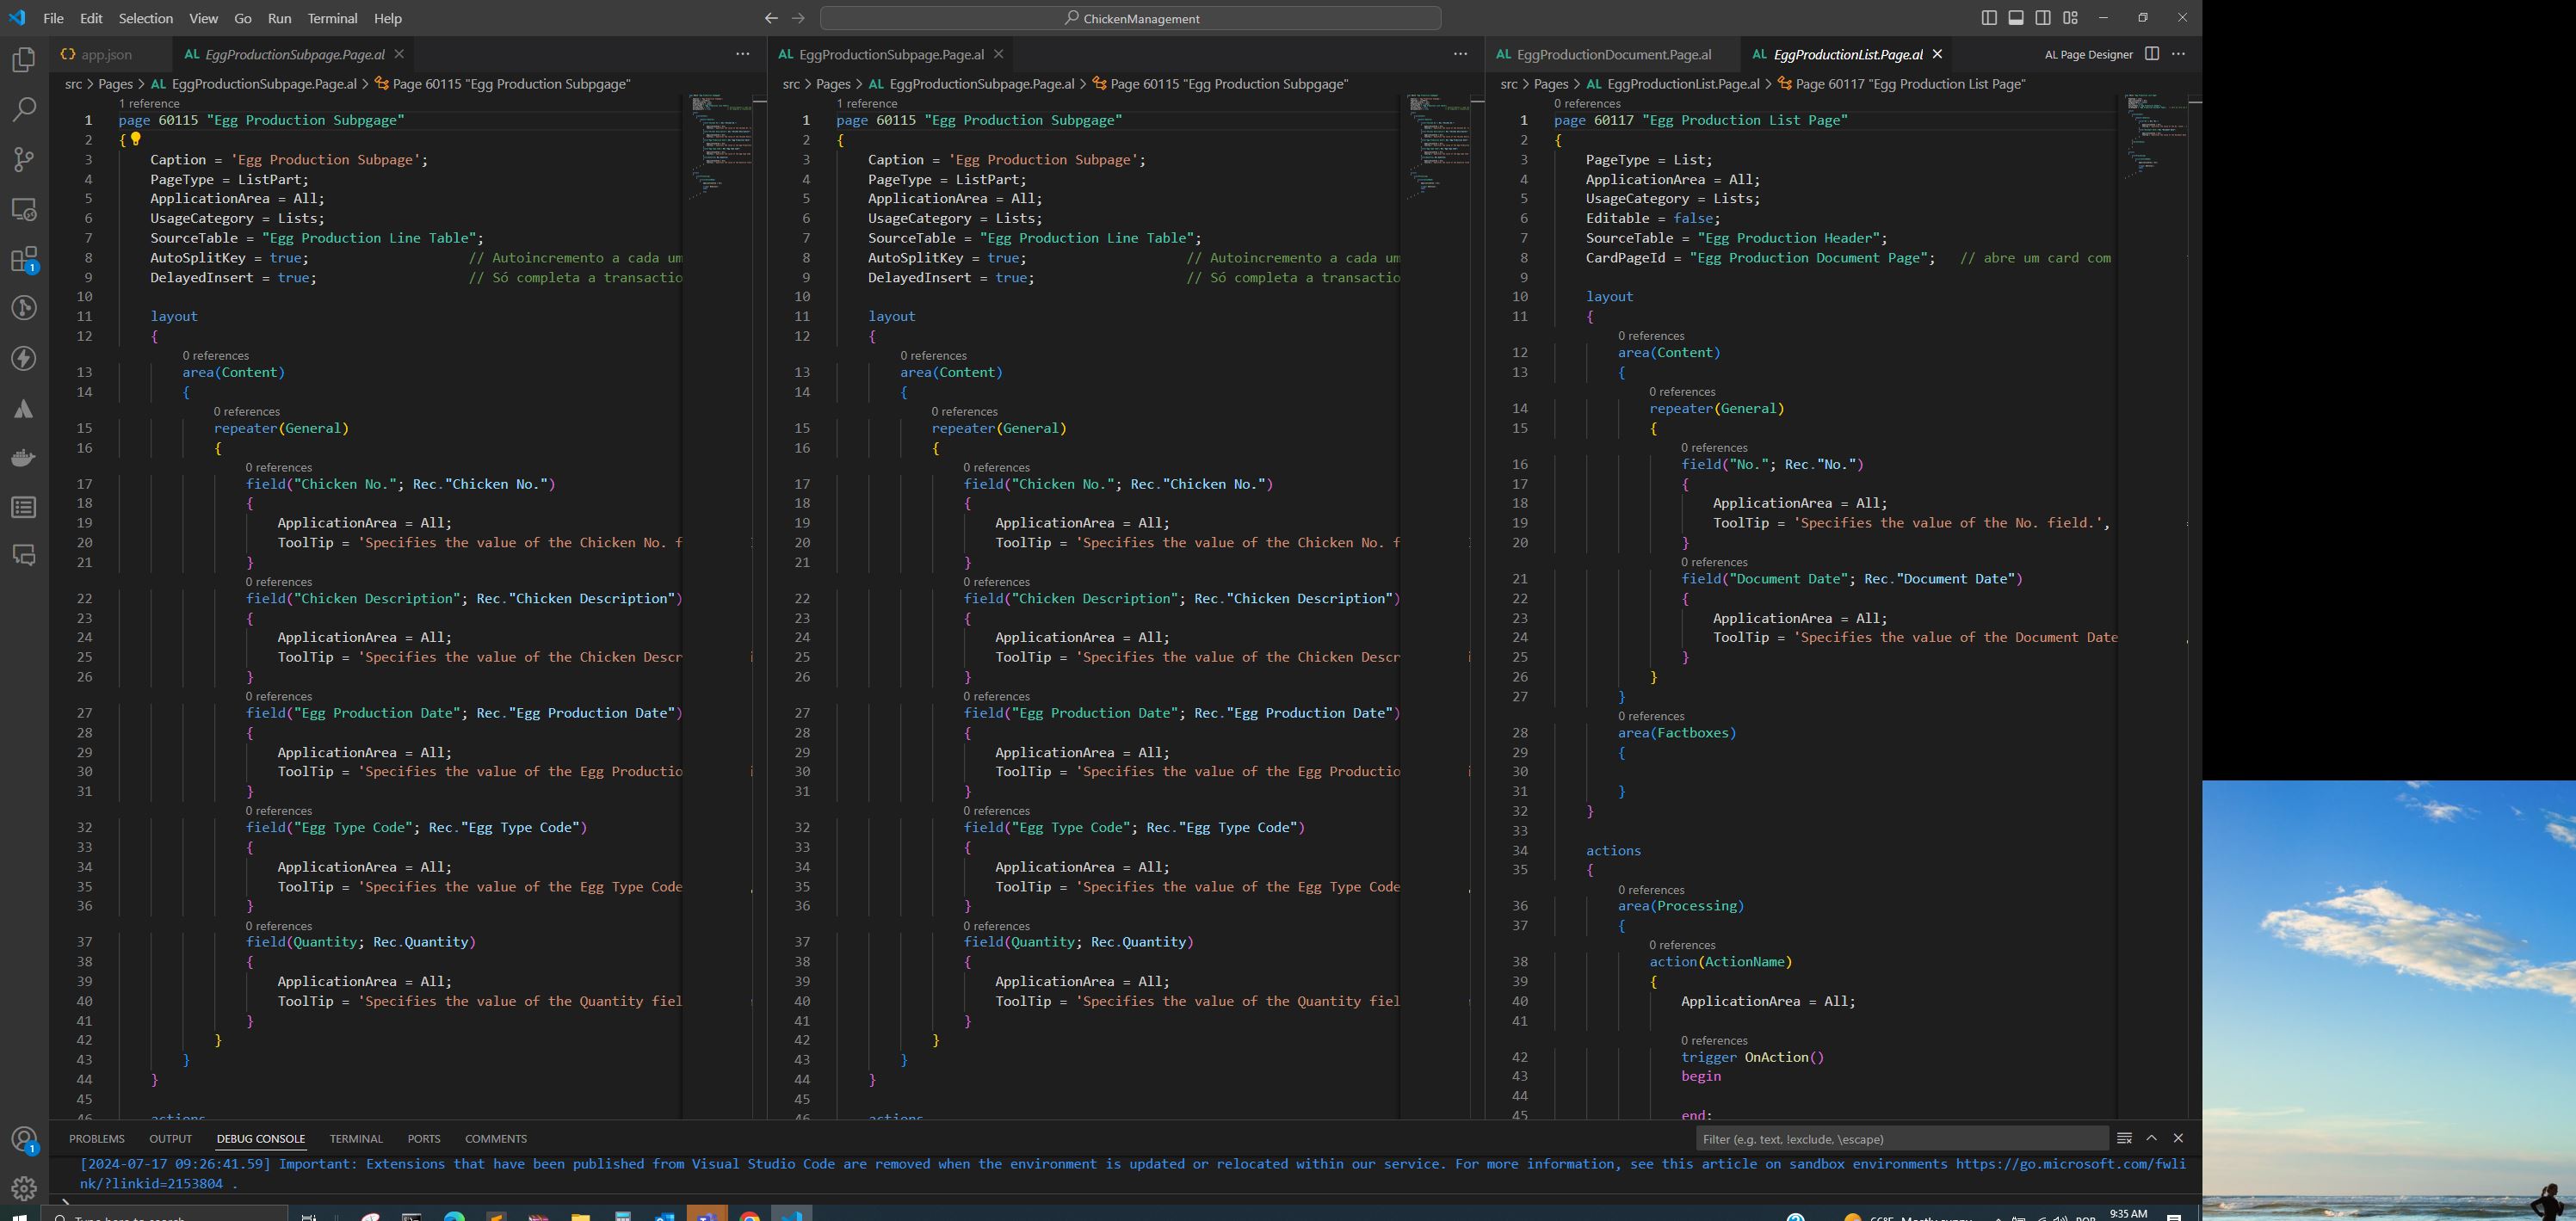 File Edit Selection View Go Run Terminal Help
ChickenManagement
app.json
AL EggProductionSubpage.Page.al
src > Pages > AL EggProductionSubpage.Page.al > Page 60115 "Egg Production Subpgage"
1 reference
1 page 60115 "Egg Production Subpgage"
2 {
3 Caption = 'Egg Production Subpage';
4 PageType = ListPart;
5 ApplicationArea = All;
6 UsageCategory = Lists;
7 SourceTable = "Egg Production Line Table";
8 AutoSplitKey = true; // Autoincremento a cada um
9 DelayedInsert = true; // Só completa a transactio
10
11 layout
12 {
0 references
13 area(Content)
14 {
0 references
15 repeater(General)
16 {
0 references
17 field("Chicken No."; Rec."Chicken No.")
18 {
19 ApplicationArea = All;
20 ToolTip = 'Specifies the value of the Chicken No. f
21 }
0 references
22 field("Chicken Description"; Rec."Chicken Description")
23 {
24 ApplicationArea = All;
25 ToolTip = 'Specifies the value of the Chicken Descr
26 }
0 references
27 field("Egg Production Date"; Rec."Egg Production Date")
28 {
29 ApplicationArea = All;
30 ToolTip = 'Specifies the value of the Egg Productio
31 }
0 references
32 field("Egg Type Code"; Rec."Egg Type Code")
33 {
34 ApplicationArea = All;
35 ToolTip = 'Specifies the value of the Egg Type Code
36 }
0 references
37 field(Quantity; Rec.Quantity)
38 {
39 ApplicationArea = All;
40 ToolTip = 'Specifies the value of the Quantity fiel
41 }
42 }
43 }
44 }
45
46 actions
AL EggProductionSubpage.Page.al
src > Pages > AL EggProductionSubpage.Page.al > Page 60115 "Egg Production Subpgage"
1 reference
1 page 60115 "Egg Production Subpgage"
2 {
3 Caption = 'Egg Production Subpage';
4 PageType = ListPart;
5 ApplicationArea = All;
6 UsageCategory = Lists;
7 SourceTable = "Egg Production Line Table";
8 AutoSplitKey = true; // Autoincremento a cada um
9 DelayedInsert = true; // Só completa a transactio
10
11 layout
12 {
0 references
13 area(Content)
14 {
0 references
15 repeater(General)
16 {
0 references
17 field("Chicken No."; Rec."Chicken No.")
18 {
19 ApplicationArea = All;
20 ToolTip = 'Specifies the value of the Chicken No. f
21 }
0 references
22 field("Chicken Description"; Rec."Chicken Description")
23 {
24 ApplicationArea = All;
25 ToolTip = 'Specifies the value of the Chicken Descr
26 }
0 references
27 field("Egg Production Date"; Rec."Egg Production Date")
28 {
29 ApplicationArea = All;
30 ToolTip = 'Specifies the value of the Egg Productio
31 }
0 references
32 field("Egg Type Code"; Rec."Egg Type Code")
33 {
34 ApplicationArea = All;
35 ToolTip = 'Specifies the value of the Egg Type Code
36 }
0 references
37 field(Quantity; Rec.Quantity)
38 {
39 ApplicationArea = All;
40 ToolTip = 'Specifies the value of the Quantity fiel
41 }
42 }
43 }
44 }
45
46 actions
AL EggProductionDocument.Page.al
AL EggProductionList.Page.al
AL Page Designer
src > Pages > AL EggProductionList.Page.al > Page 60117 "Egg Production List Page"
0 references
1 page 60117 "Egg Production List Page"
2 {
3 PageType = List;
4 ApplicationArea = All;
5 UsageCategory = Lists;
6 Editable = false;
7 SourceTable = "Egg Production Header";
8 CardPageId = "Egg Production Document Page"; // abre um card com
9
10 layout
11 {
0 references
12 area(Content)
13 {
0 references
14 repeater(General)
15 {
0 references
16 field("No."; Rec."No.")
17 {
18 ApplicationArea = All;
19 ToolTip = 'Specifies the value of the No. field.',
20 }
0 references
21 field("Document Date"; Rec."Document Date")
22 {
23 ApplicationArea = All;
24 ToolTip = 'Specifies the value of the Document Date
25 }
26 }
27 }
0 references
28 area(Factboxes)
29 {
30
31 }
32 }
33
34 actions
35 {
0 references
36 area(Processing)
37 {
0 references
38 action(ActionName)
39 {
40 ApplicationArea = All;
41
0 references
42 trigger OnAction()
43 begin
44
45 end;
PROBLEMS OUTPUT DEBUG CONSOLE TERMINAL PORTS COMMENTS
Filter (e.g. text, !exclude, \escape)
[2024-07-17 09:26:41.59] Important: Extensions that have been published from Visual Studio Code are removed when the environment is updated or relocated within our service. For more information, see this article on sandbox environments https://go.microsoft.com/fwli
nk/?linkid=2153804 .
Type here to search
66°F Mostly sunny
POR
9:35 AM